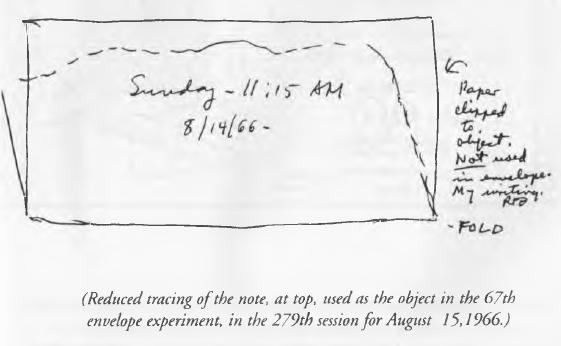 Sunday - 11:15 AM
8/14/66 -
Paper
clipped
to
object.
Not used
in envelope.
My writing.
RFB
- FOLD
(Reduced tracing of the note, at top, used as the object in the 67th
envelope experiment, in the 279th session for August 15,1966.)